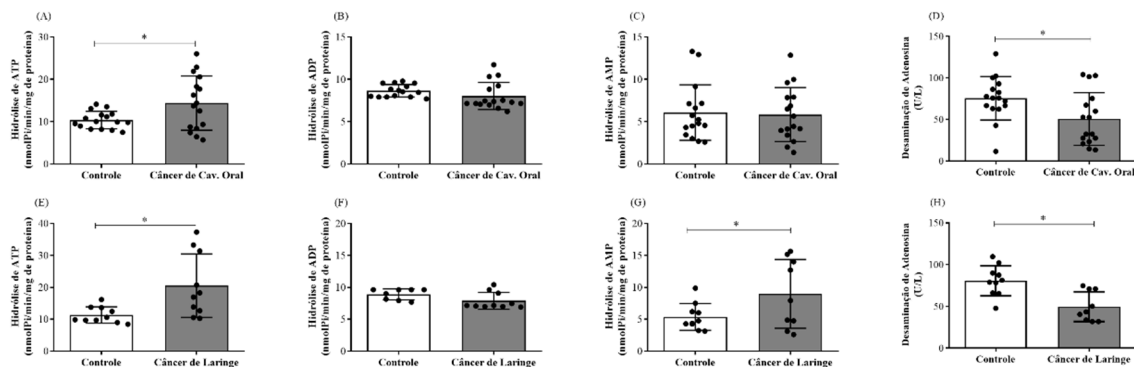 (A)
Hidrólise de ATP
(nmolPi/min/mg de proteína)
30
20
10
0
*
Controle
Câncer de Cav. Oral
(B)
Hidrólise de ADP
(nmolPi/min/mg de proteína)
15
10
5
0
Controle
Câncer de Cav. Oral
(C)
Hidrólise de AMP
(nmolPi/min/mg de proteína)
15
10
5
0
Controle
Câncer de Cav. Oral
(D)
Desaminação de Adenosina
(U/L)
150
100
50
0
*
Controle
Câncer de Cav. Oral
(E)
Hidrólise de ATP
(nmolPi/min/mg de proteína)
40
30
20
10
0
*
Controle
Câncer de Laringe
(F)
Hidrólise de ADP
(nmolPi/min/mg de proteína)
20
15
10
5
0
Controle
Câncer de Laringe
(G)
Hidrólise de AMP
(nmolPi/min/mg de proteína)
20
15
10
5
0
*
Controle
Câncer de Laringe
(H)
Desaminação de Adenosina
(U/L)
150
100
50
0
*
Controle
Câncer de Laringe